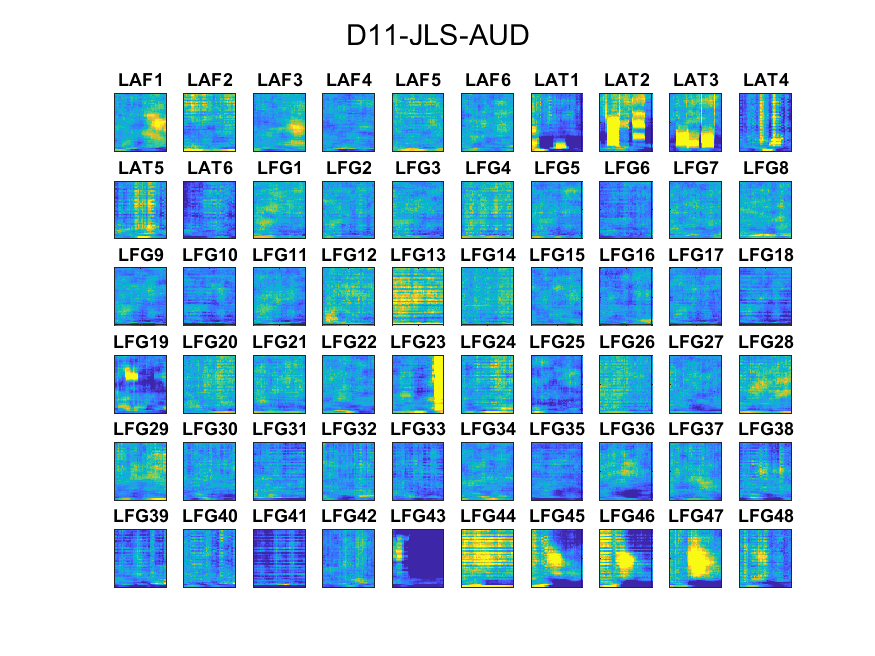 D11-JLS-AUD
LAF1 LAF2 LAF3 LAF4 LAF5 LAF6 LAT1 LAT2 LAT3 LAT4
LAT5 LAT6 LFG1 LFG2 LFG3 LFG4 LFG5 LFG6 LFG7 LFG8
LFG9 LFG10 LFG11 LFG12 LFG13 LFG14 LFG15 LFG16 LFG17 LFG18
LFG19 LFG20 LFG21 LFG22 LFG23 LFG24 LFG25 LFG26 LFG27 LFG28
LFG29 LFG30 LFG31 LFG32 LFG33 LFG34 LFG35 LFG36 LFG37 LFG38
LFG39 LFG40 LFG41 LFG42 LFG43 LFG44 LFG45 LFG46 LFG47 LFG48